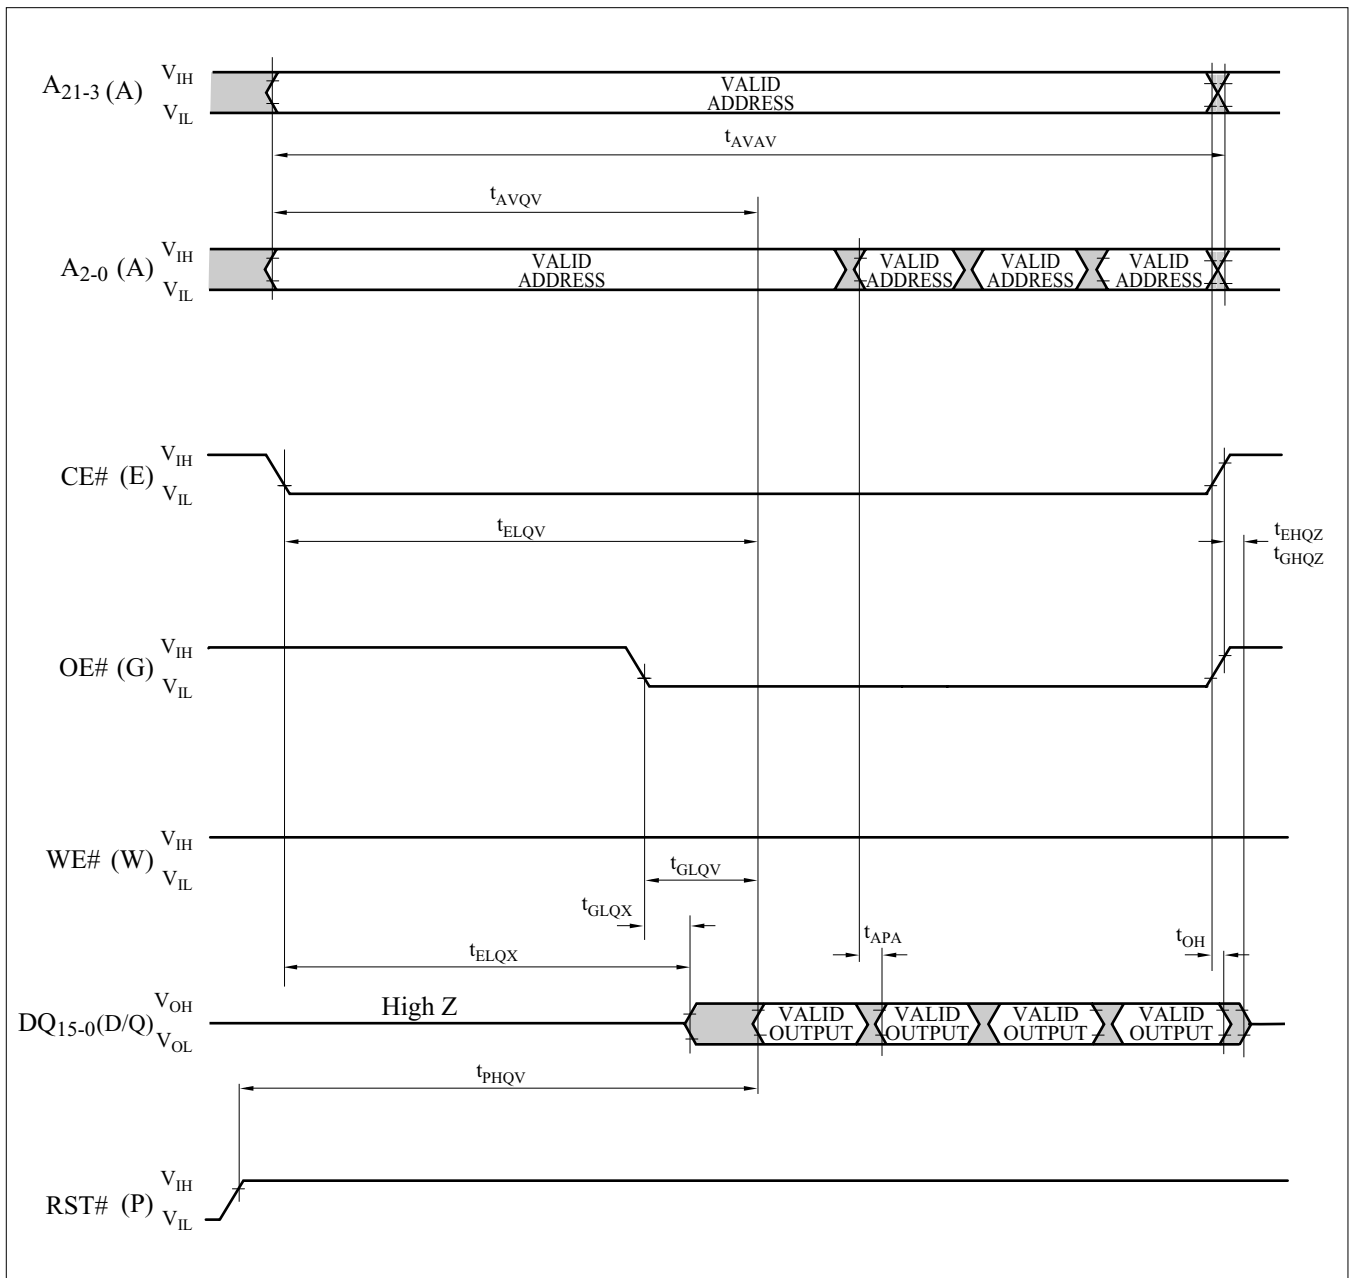 A21-3 (A) VIH VIL VALID ADDRESS
tAVAV
tAVQV
A2-0 (A) VIH VIL VALID ADDRESS VALID ADDRESS VALID ADDRESS VALID ADDRESS
CE# (E) VIH VIL
tELQV
tEHQZ
tGHQZ
OE# (G) VIH VIL
WE# (W) VIH VIL
tGLQV
tGLQX
tELQX
tAPA
tOH
DQ15-0(D/Q) VOH VOL High Z VALID OUTPUT VALID OUTPUT VALID OUTPUT VALID OUTPUT
tPHQV
RST# (P) VIH VIL